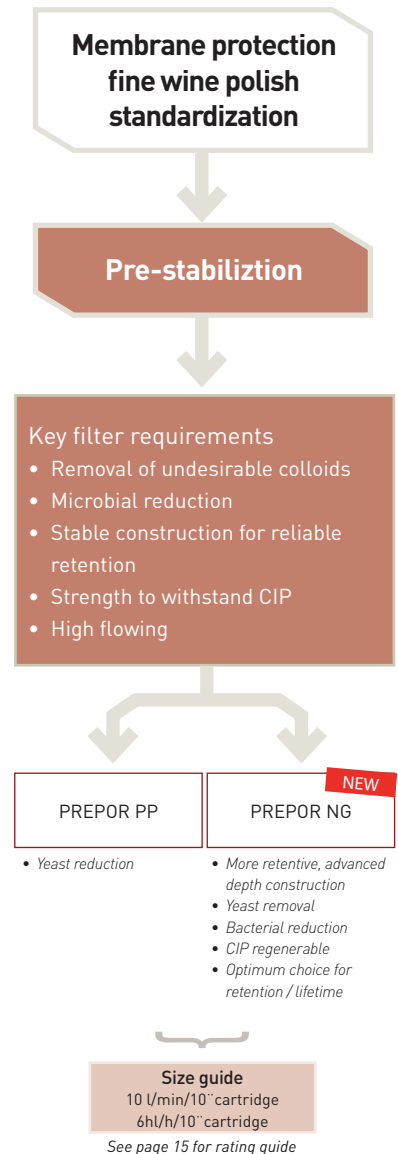 Membrane protection
fine wine polish
standardization
Pre-stabiliztion
Key filter requirements
• Removal of undesirable colloids
• Microbial reduction
• Stable construction for reliable
retention
• Strength to withstand CIP
• High flowing
PREPOR PP
• Yeast reduction
NEW
PREPOR NG
• More retentive, advanced
depth construction
• Yeast removal
• Bacterial reduction
• CIP regenerable
• Optimum choice for
retention / lifetime
Size guide
10 l/min/10¨cartridge
6hl/h/10¨cartridge
See page 15 for rating guide